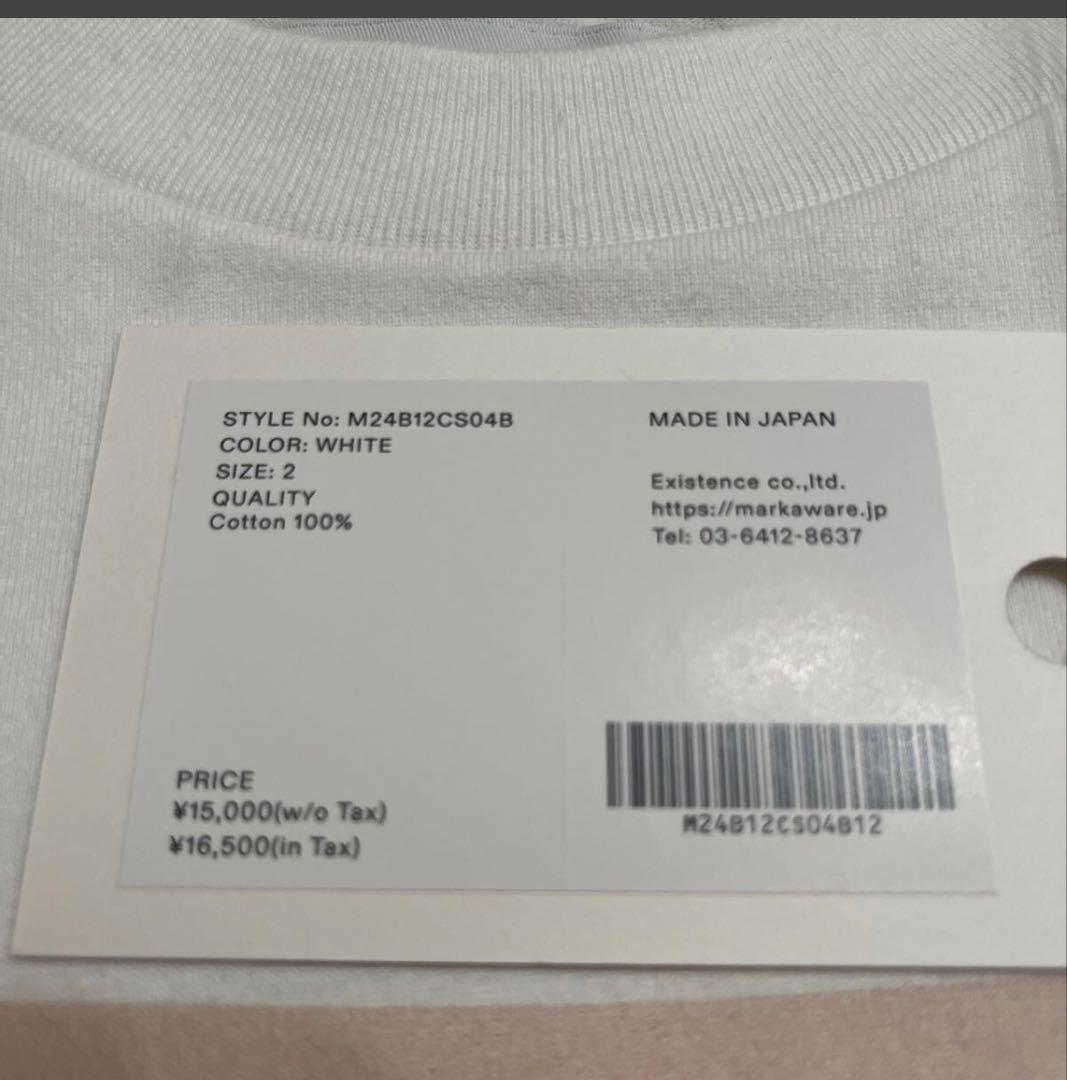 STYLE No: M24B12CS04B
COLOR: WHITE
SIZE: 2
QUALITY
Cotton 100%
MADE IN JAPAN
Existence co.,ltd.
https://markaware.jp
Tel: 03-6412-8637
PRICE
¥15,000(w/o Tax)
¥16,500(in Tax)
M24B12CS04B12